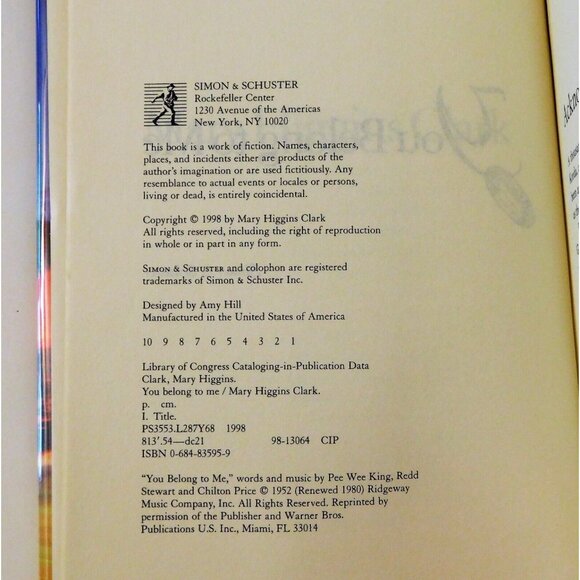 SIMON & SCHUSTER
Rockefeller Center
1230 Avenue of the Americas
New York, NY 10020
This book is a work of fiction. Names, characters,
places, and incidents either are products of the
author's imagination or are used fictitiously. Any
resemblance to actual events or locales or persons,
living or dead, is entirely coincidental.
Copyright © 1998 by Mary Higgins Clark
All rights reserved, including the right of reproduction
in whole or in part in any form.
SIMON & SCHUSTER and colophon are registered
trademarks of Simon & Schuster Inc.
Designed by Amy Hill
Manufactured in the United States of America
10 9 8 7 6 5 4 3 2 1
Library of Congress Cataloging-in-Publication Data
Clark, Mary Higgins.
You belong to me / Mary Higgins Clark.
p. cm.
I. Title.
PS3553.L287Y68 1998
813'.54—dc21 98-13064 CIP
ISBN 0-684-83595-9
"You Belong to Me," words and music by Pee Wee King, Redd
Stewart and Chilton Price © 1952 (Renewed 1980) Ridgeway
Music Company, Inc. All Rights Reserved. Reprinted by
permission of the Publisher and Warner Bros.
Publications U.S. Inc., Miami, FL 33014